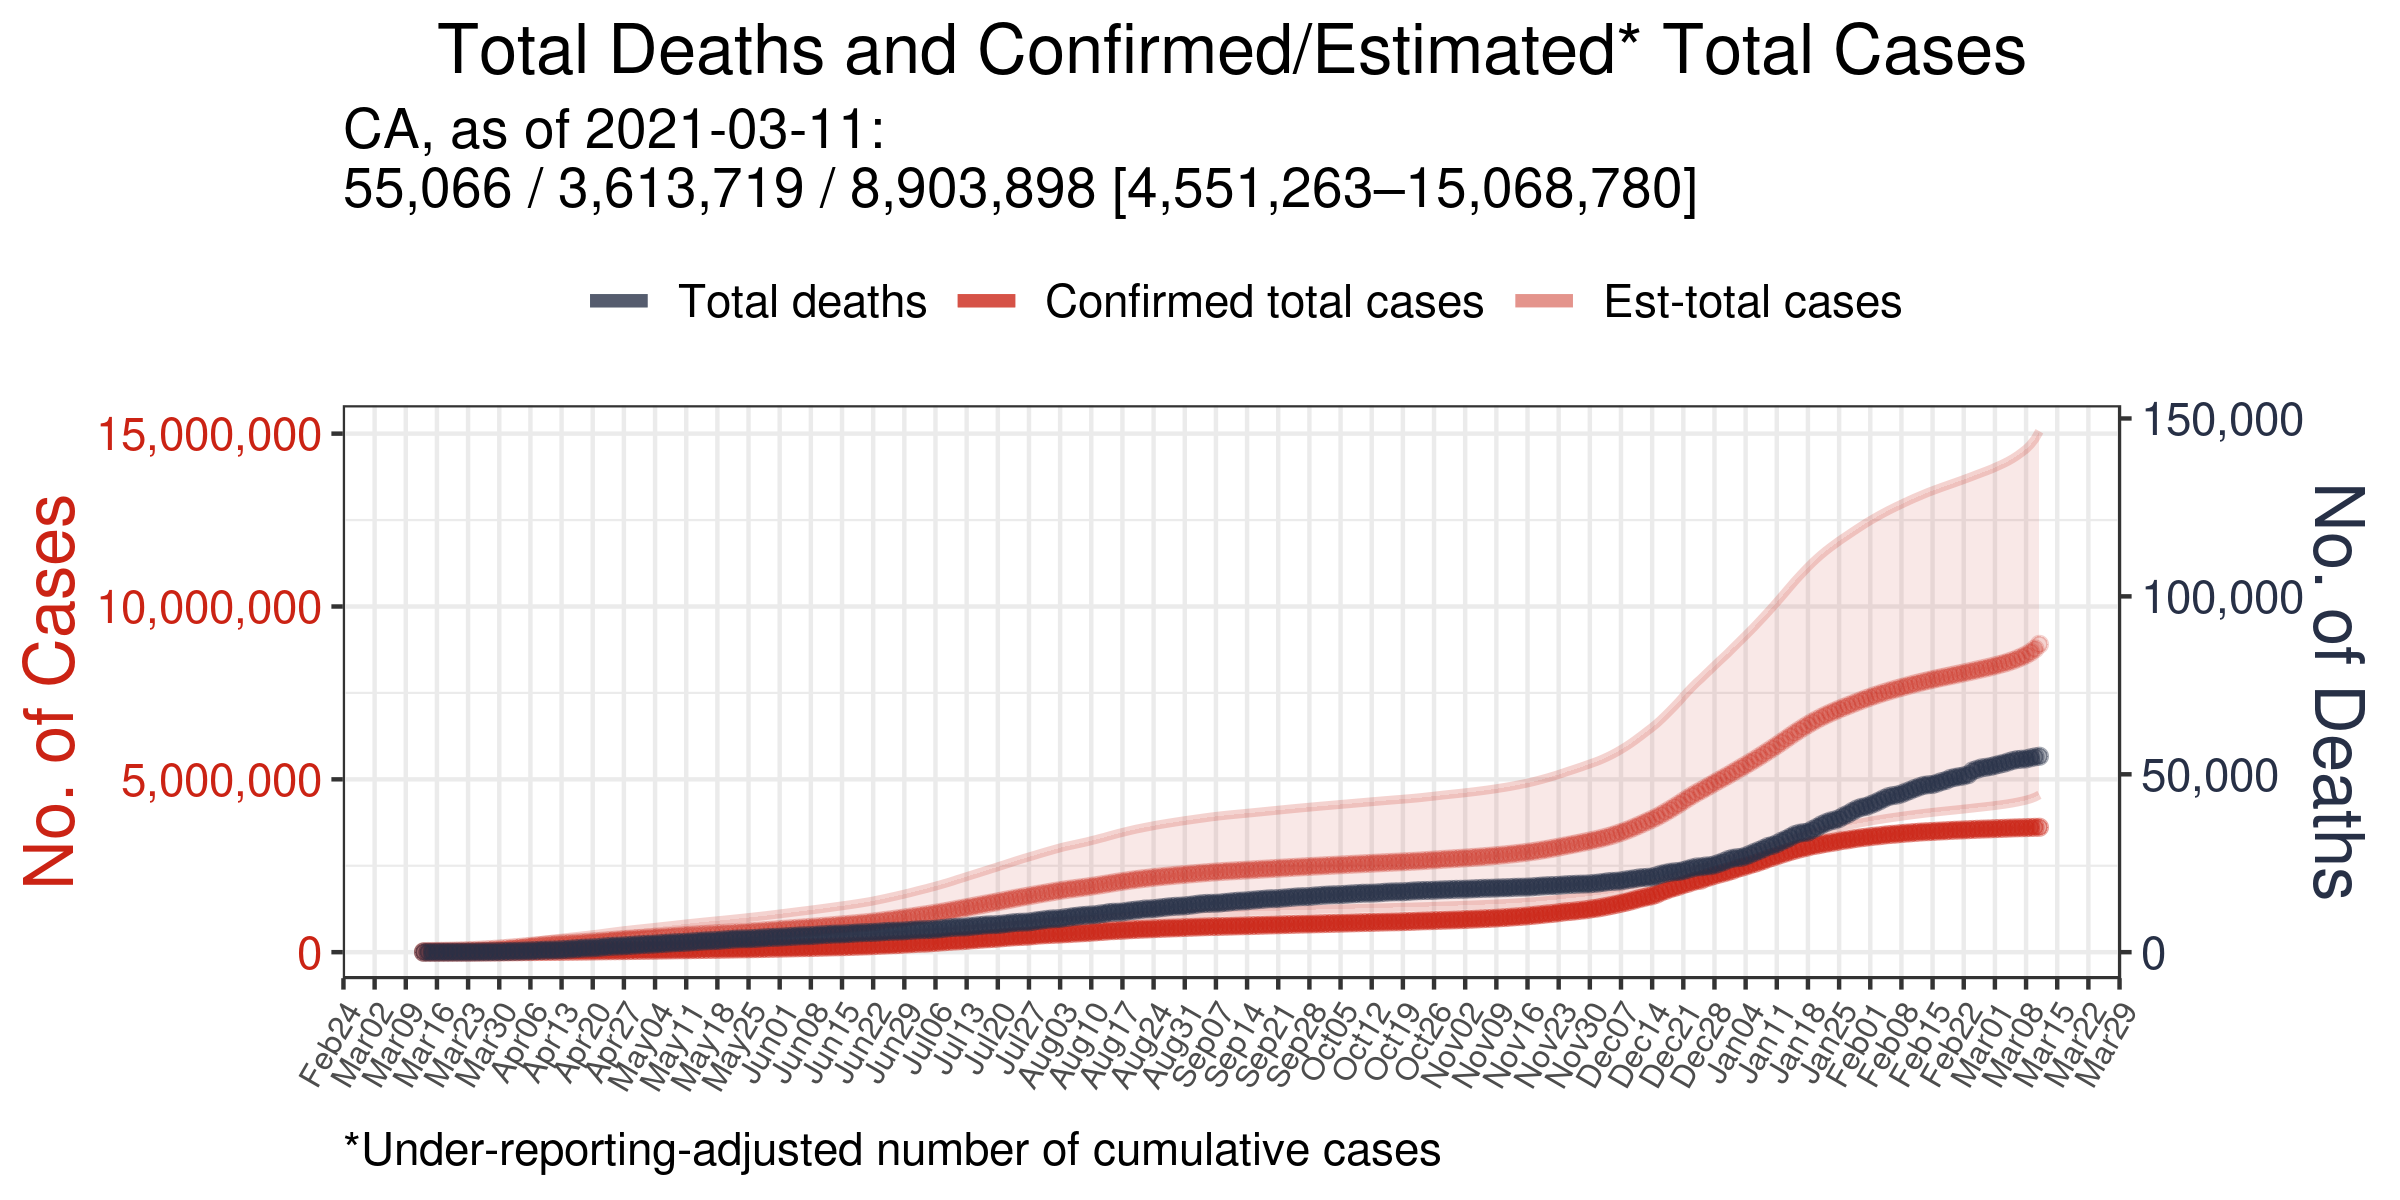 Total Deaths and Confirmed/Estimated* Total Cases
CA, as of 2021-03-11:
55,066 / 3,613,719 / 8,903,898 [4,551,263–15,068,780]
Total deaths
Confirmed total cases
Est-total cases
No. of Cases
15,000,000
10,000,000
5,000,000
0
150,000
100,000
50,000
0
No. of Deaths
Feb24
Mar02
Mar09
Mar16
Mar23
Mar30
Apr06
Apr13
Apr20
Apr27
May04
May11
May18
May25
Jun01
Jun08
Jun15
Jun22
Jun29
Jul06
Jul13
Jul20
Jul27
Aug03
Aug10
Aug17
Aug24
Aug31
Sep07
Sep14
Sep21
Sep28
Oct05
Oct12
Oct19
Oct26
Nov02
Nov09
Nov16
Nov23
Nov30
Dec07
Dec14
Dec21
Dec28
Jan04
Jan11
Jan18
Jan25
Feb01
Feb08
Feb15
Feb22
Mar01
Mar08
Mar15
Mar22
Mar29
*Under-reporting-adjusted number of cumulative cases